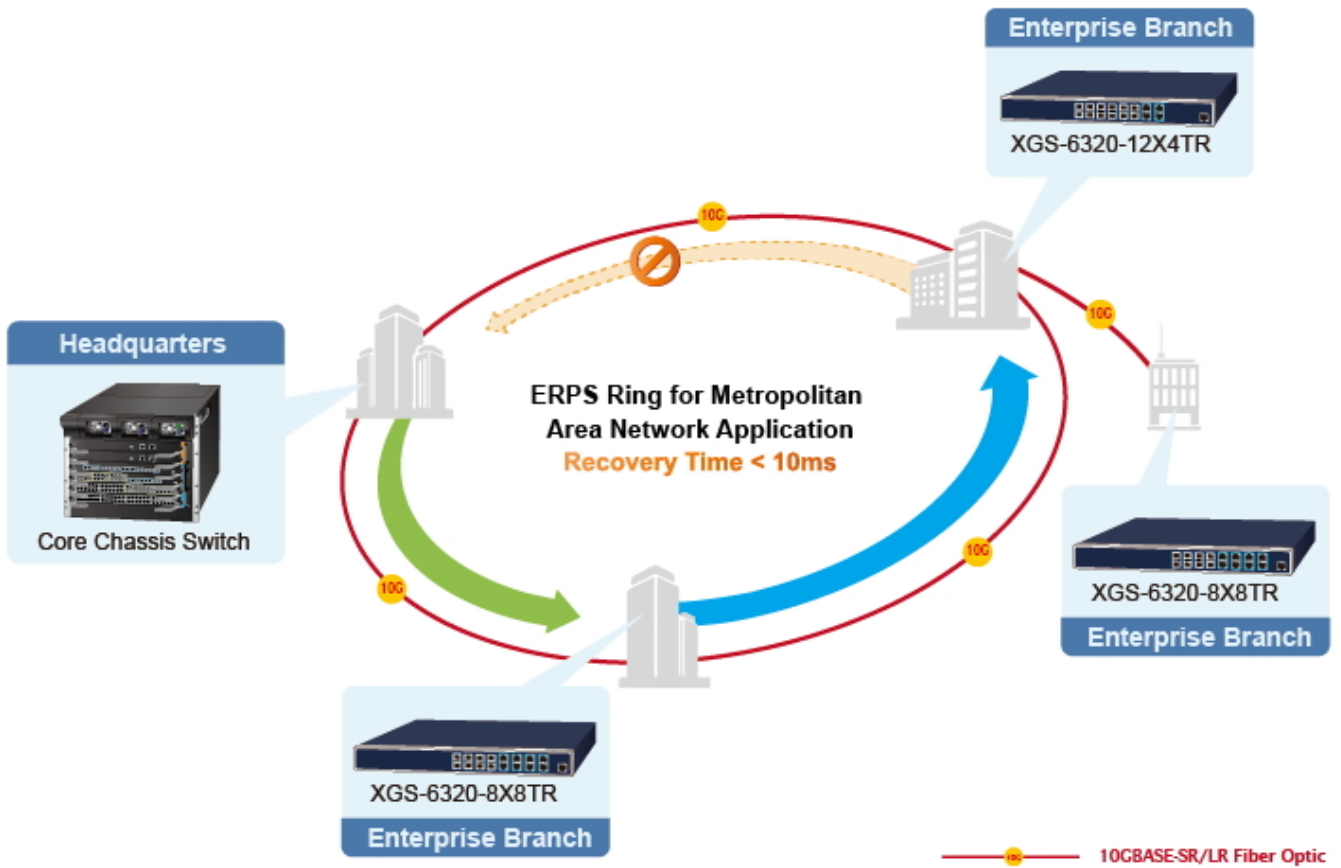 Enterprise Branch
XGS-6320-12X4TR
10G
10G
Headquarters
Core Chassis Switch
ERPS Ring for Metropolitan
Area Network Application
Recovery Time < 10ms
10G
10G
XGS-6320-8X8TR
Enterprise Branch
XGS-6320-8X8TR
Enterprise Branch
10G
10GBASE-SR/LR Fiber Optic